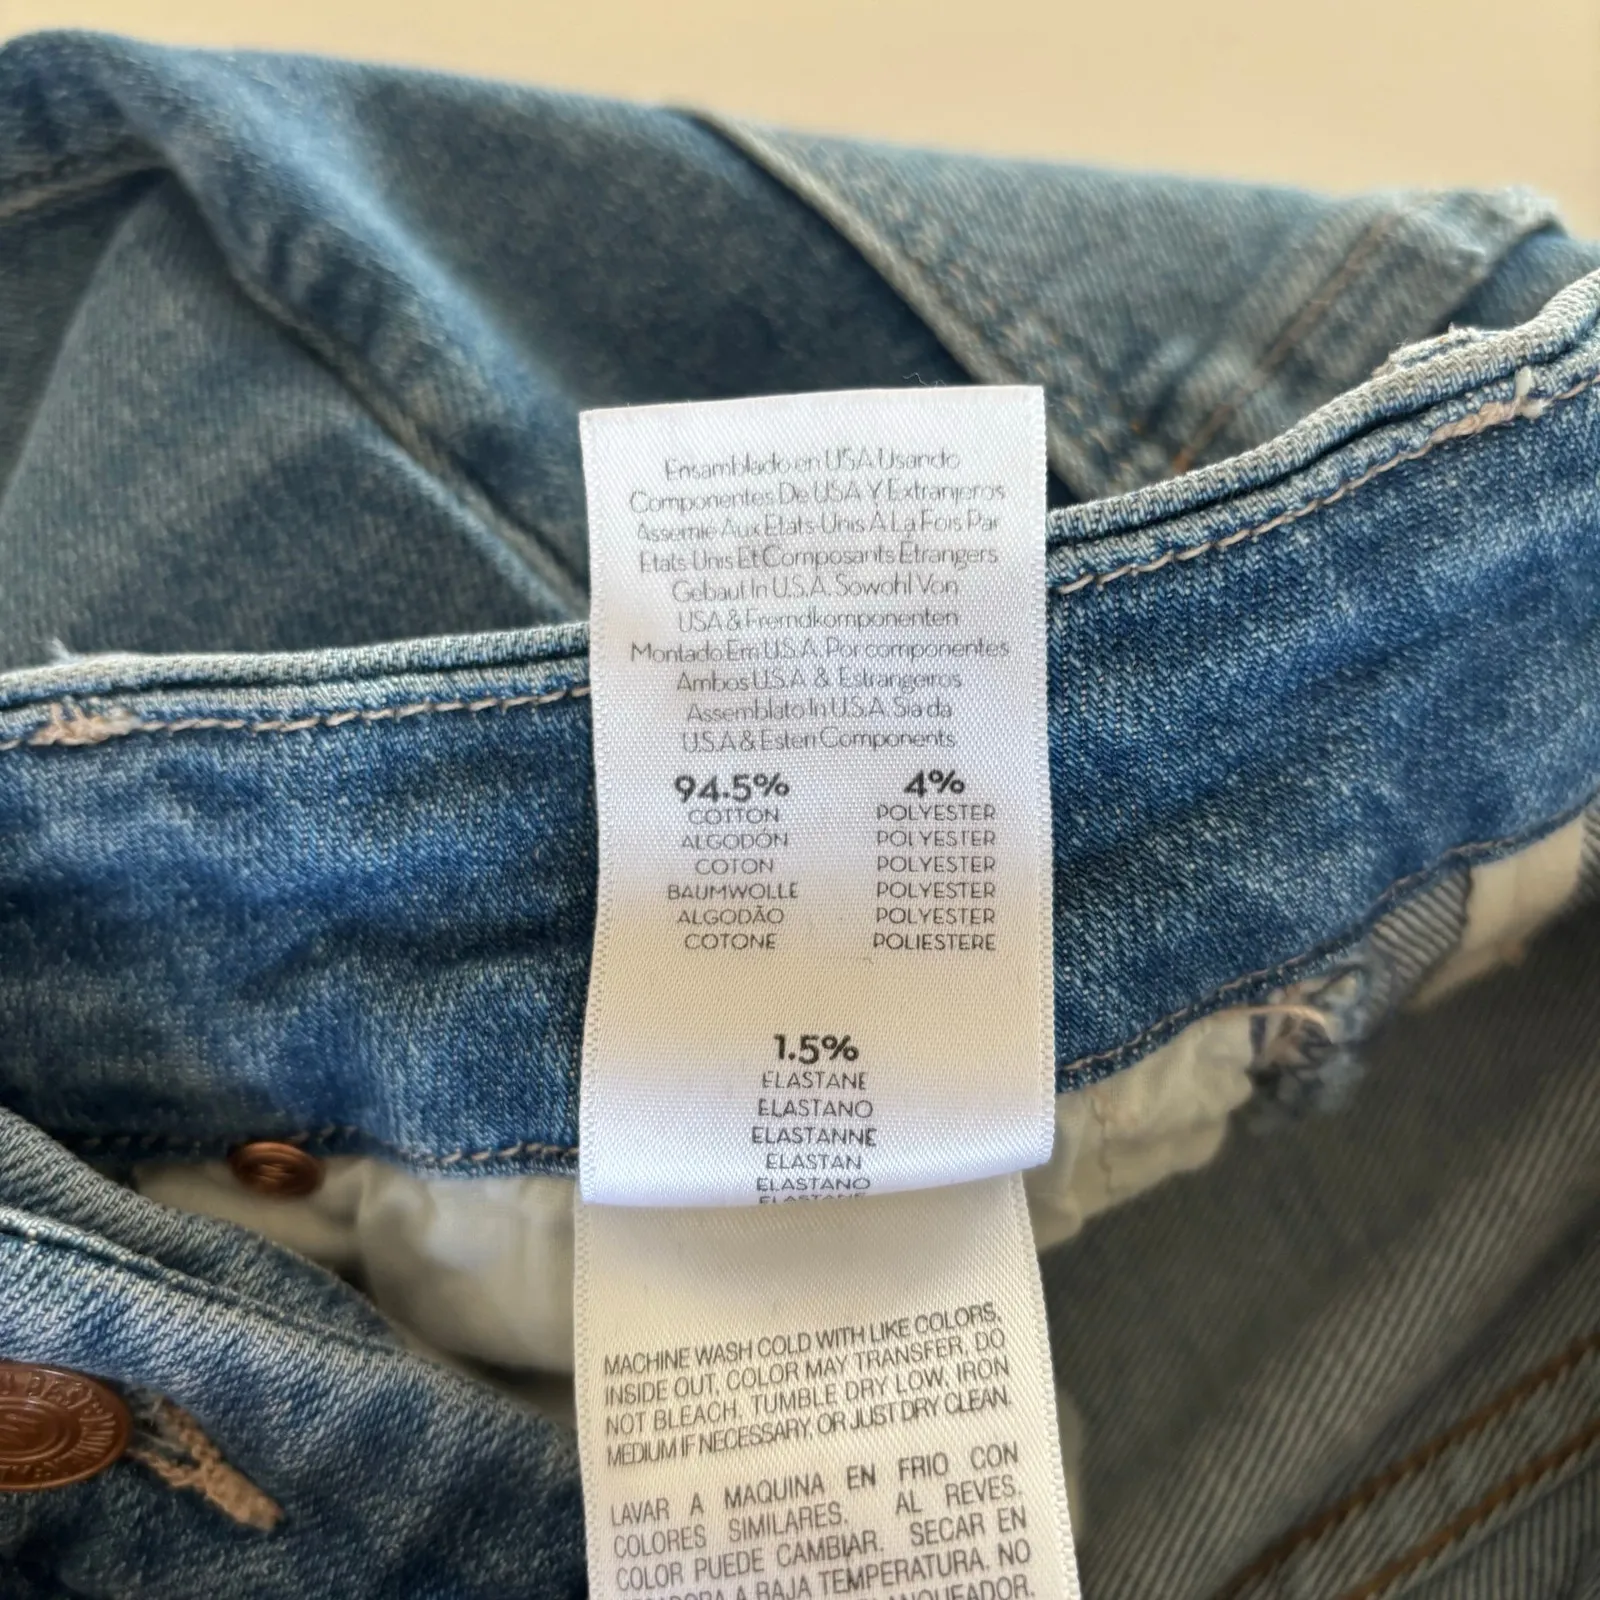 Ensamblado en USA Usando
Componentes De USA Y Extranjeros
Assemle Aux Etats-Unis À La Fois Par
Etats-Unis Et Composants Étrangers
Gebaut In U.S.A. Sowohl Von
USA & Fremdkomponenten
Montado Em U.S.A. Por componentes
Ambos U.S.A & Estrangeiros
Assemblato In U.S.A. Sia da
U.S.A & Esteri Components
94.5% 4%
COTTON POLYESTER
ALGODÓN POLYESTER
COTON POLYESTER
BAUMWOLLE POLYESTER
ALGODÃO POLYESTER
COTONE POLIESTERE
1.5%
ELASTANE
ELASTANO
ELASTANNE
ELASTAN
ELASTANO
ELASTANE
MACHINE WASH COLD WITH LIKE COLORS,
INSIDE OUT, COLOR MAY TRANSFER, DO
NOT BLEACH, TUMBLE DRY LOW, IRON
MEDIUM IF NECESSARY, OR JUST DRY CLEAN.
LAVAR A MAQUINA EN FRIO CON
COLORES SIMILARES, AL REVES,
COLOR PUEDE CAMBIAR. SECAR EN
A BAJA TEMPERATURA, NO